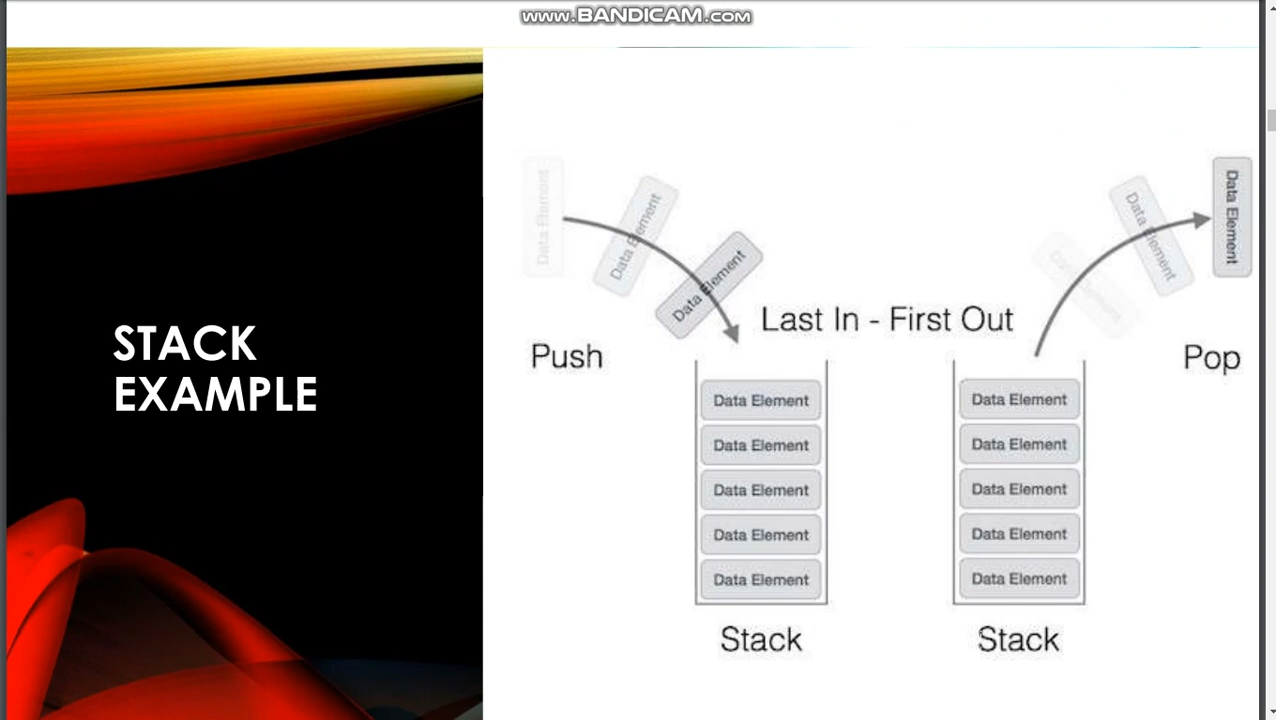 www.BANDICAM.com
STACK
EXAMPLE
Data Element
Data Element
Data Element
Push
Last In - First Out
Data Element
Data Element
Data Element
Pop
Data Element
Data Element
Data Element
Data Element
Data Element
Stack
Data Element
Data Element
Data Element
Data Element
Data Element
Stack